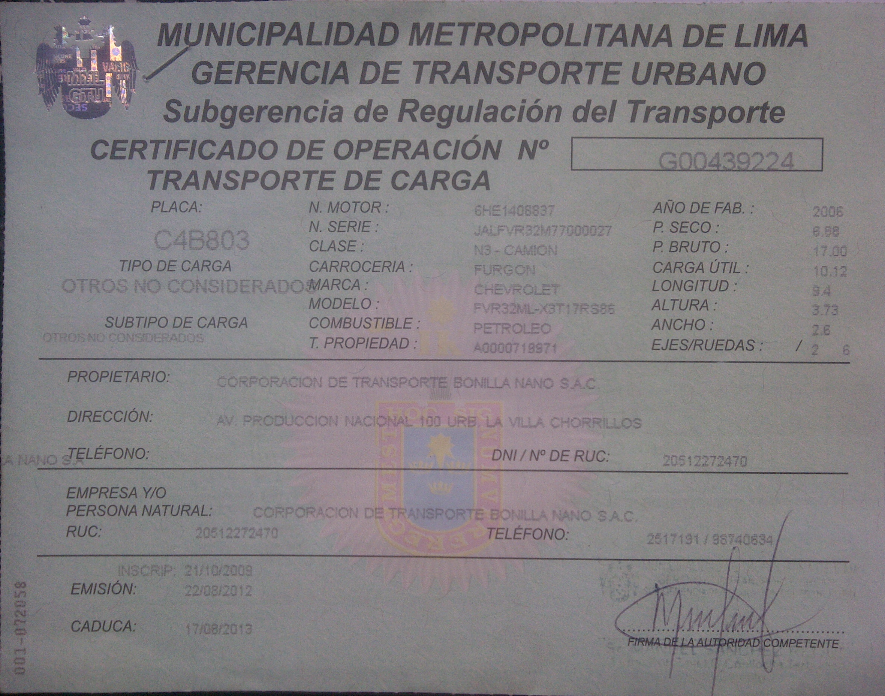 MUNICIPALIDAD METROPOLITANA DE LIMA
GERENCIA DE TRANSPORTE URBANO
Subgerencia de Regulación del Transporte
CERTIFICADO DE OPERACIÓN Nº G00439224
TRANSPORTE DE CARGA
PLACA:
C4B803
TIPO DE CARGA
OTROS NO CONSIDERADOS
SUBTIPO DE CARGA
OTROS NO CONSIDERADOS
N. MOTOR : 6HE1408837
N. SERIE : JALFVR32M77000027
CLASE : N3 - CAMION
CARROCERIA : FURGON
MARCA : CHEVROLET
MODELO : FVR32ML-X3T17RS86
COMBUSTIBLE : PETROLEO
T. PROPIEDAD : A0000718971
AÑO DE FAB. : 2006
P. SECO : 6.88
P. BRUTO : 17.00
CARGA ÚTIL : 10.12
LONGITUD : 9.4
ALTURA : 3.73
ANCHO : 2.6
EJES/RUEDAS : / 2 6
PROPIETARIO: CORPORACION DE TRANSPORTE BONILLA NANO S.A.C.
DIRECCIÓN: AV. PRODUCCION NACIONAL 100 URB. LA VILLA CHORRILLOS
A NANO S.A
TELÉFONO:
DNI / Nº DE RUC: 20512272470
EMPRESA Y/O
PERSONA NATURAL: CORPORACION DE TRANSPORTE BONILLA NANO S.A.C.
RUC: 20512272470 TELÉFONO: 2517191 / 98740634
INSCRIP: 21/10/2009
EMISIÓN: 22/08/2012
CADUCA: 17/08/2013
FIRMA DE LA AUTORIDAD COMPETENTE
001-022858